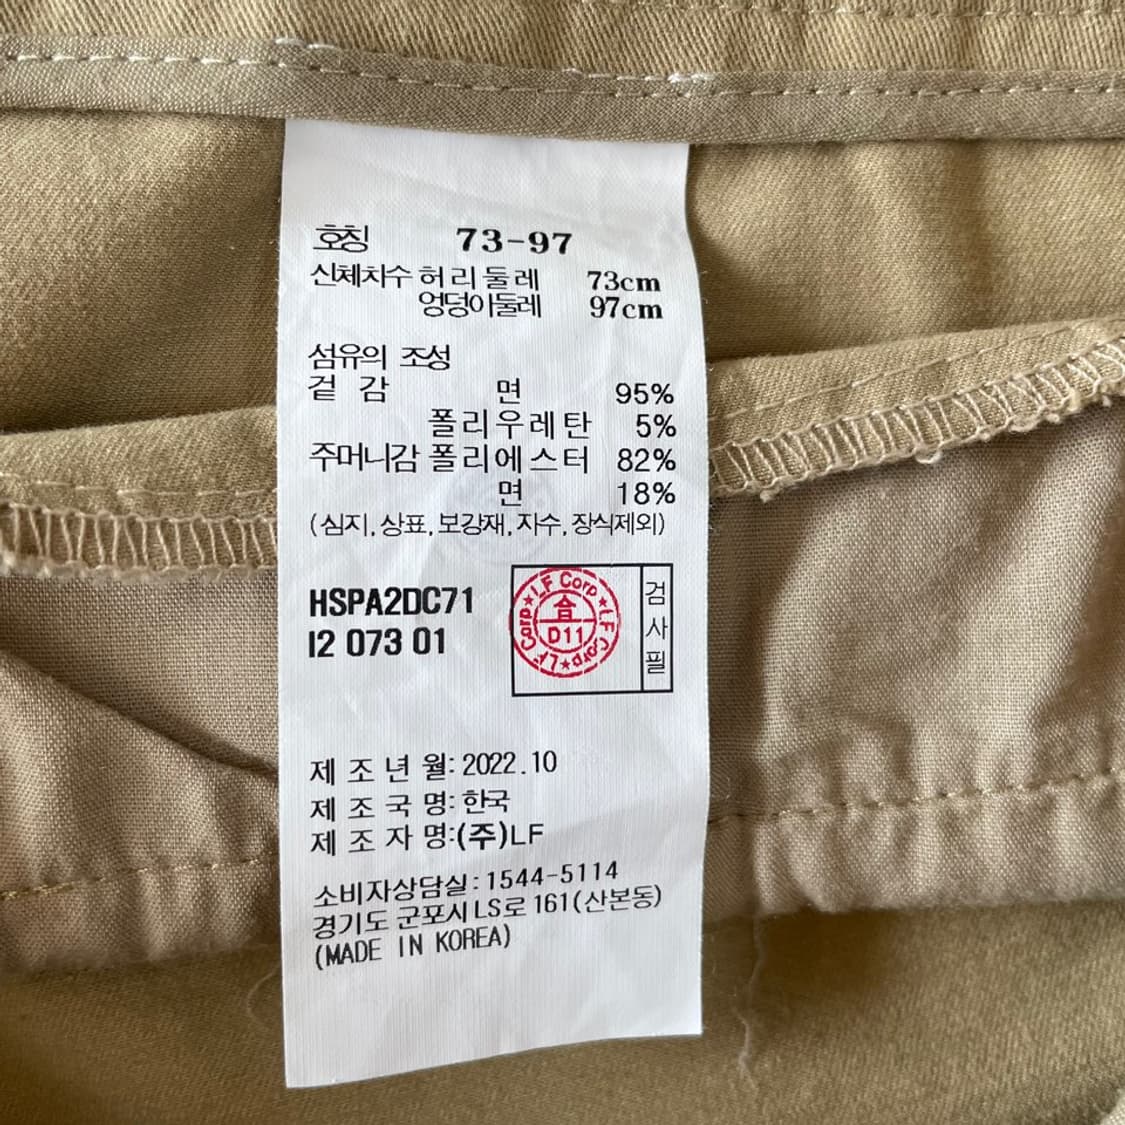 호칭 73-97
신체치수 허리둘레 73cm
엉덩이둘레 97cm
섬유의 조성
겉감 면 95%
폴리우레탄 5%
주머니감 폴리에스터 82%
면 18%
(심지, 상표, 보강재, 자수, 장식제외)
HSPA2DC71
I2 073 01
LF Corp★LF Corp★LF Corp★
合
D11
검사필
제조년월: 2022.10
제조국명: 한국
제조자명:(주)LF
소비자상담실: 1544-5114
경기도 군포시 LS로 161(산본동)
(MADE IN KOREA)